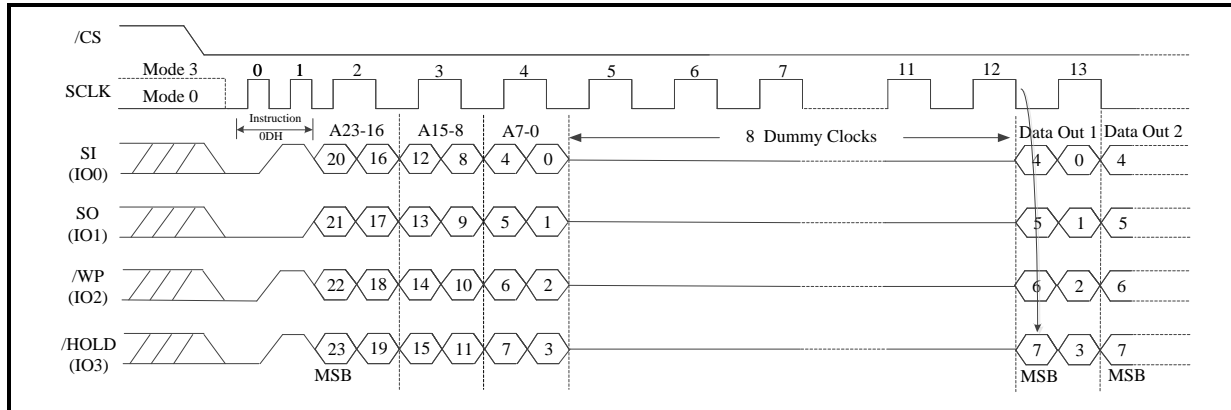 /CS
Mode 3 0 1 2 3 4 5 6 7 11 12 13
SCLK
Mode 0
Instruction
0DH
A23-16 A15-8 A7-0 8 Dummy Clocks Data Out 1 Data Out 2
SI
(IO0)
20 16 12 8 4 0 4 0 4
SO
(IO1)
21 17 13 9 5 1 5 1 5
/WP
(IO2)
22 18 14 10 6 2 6 2 6
/HOLD
(IO3)
23 19 15 11 7 3 7 3 7
MSB MSB MSB